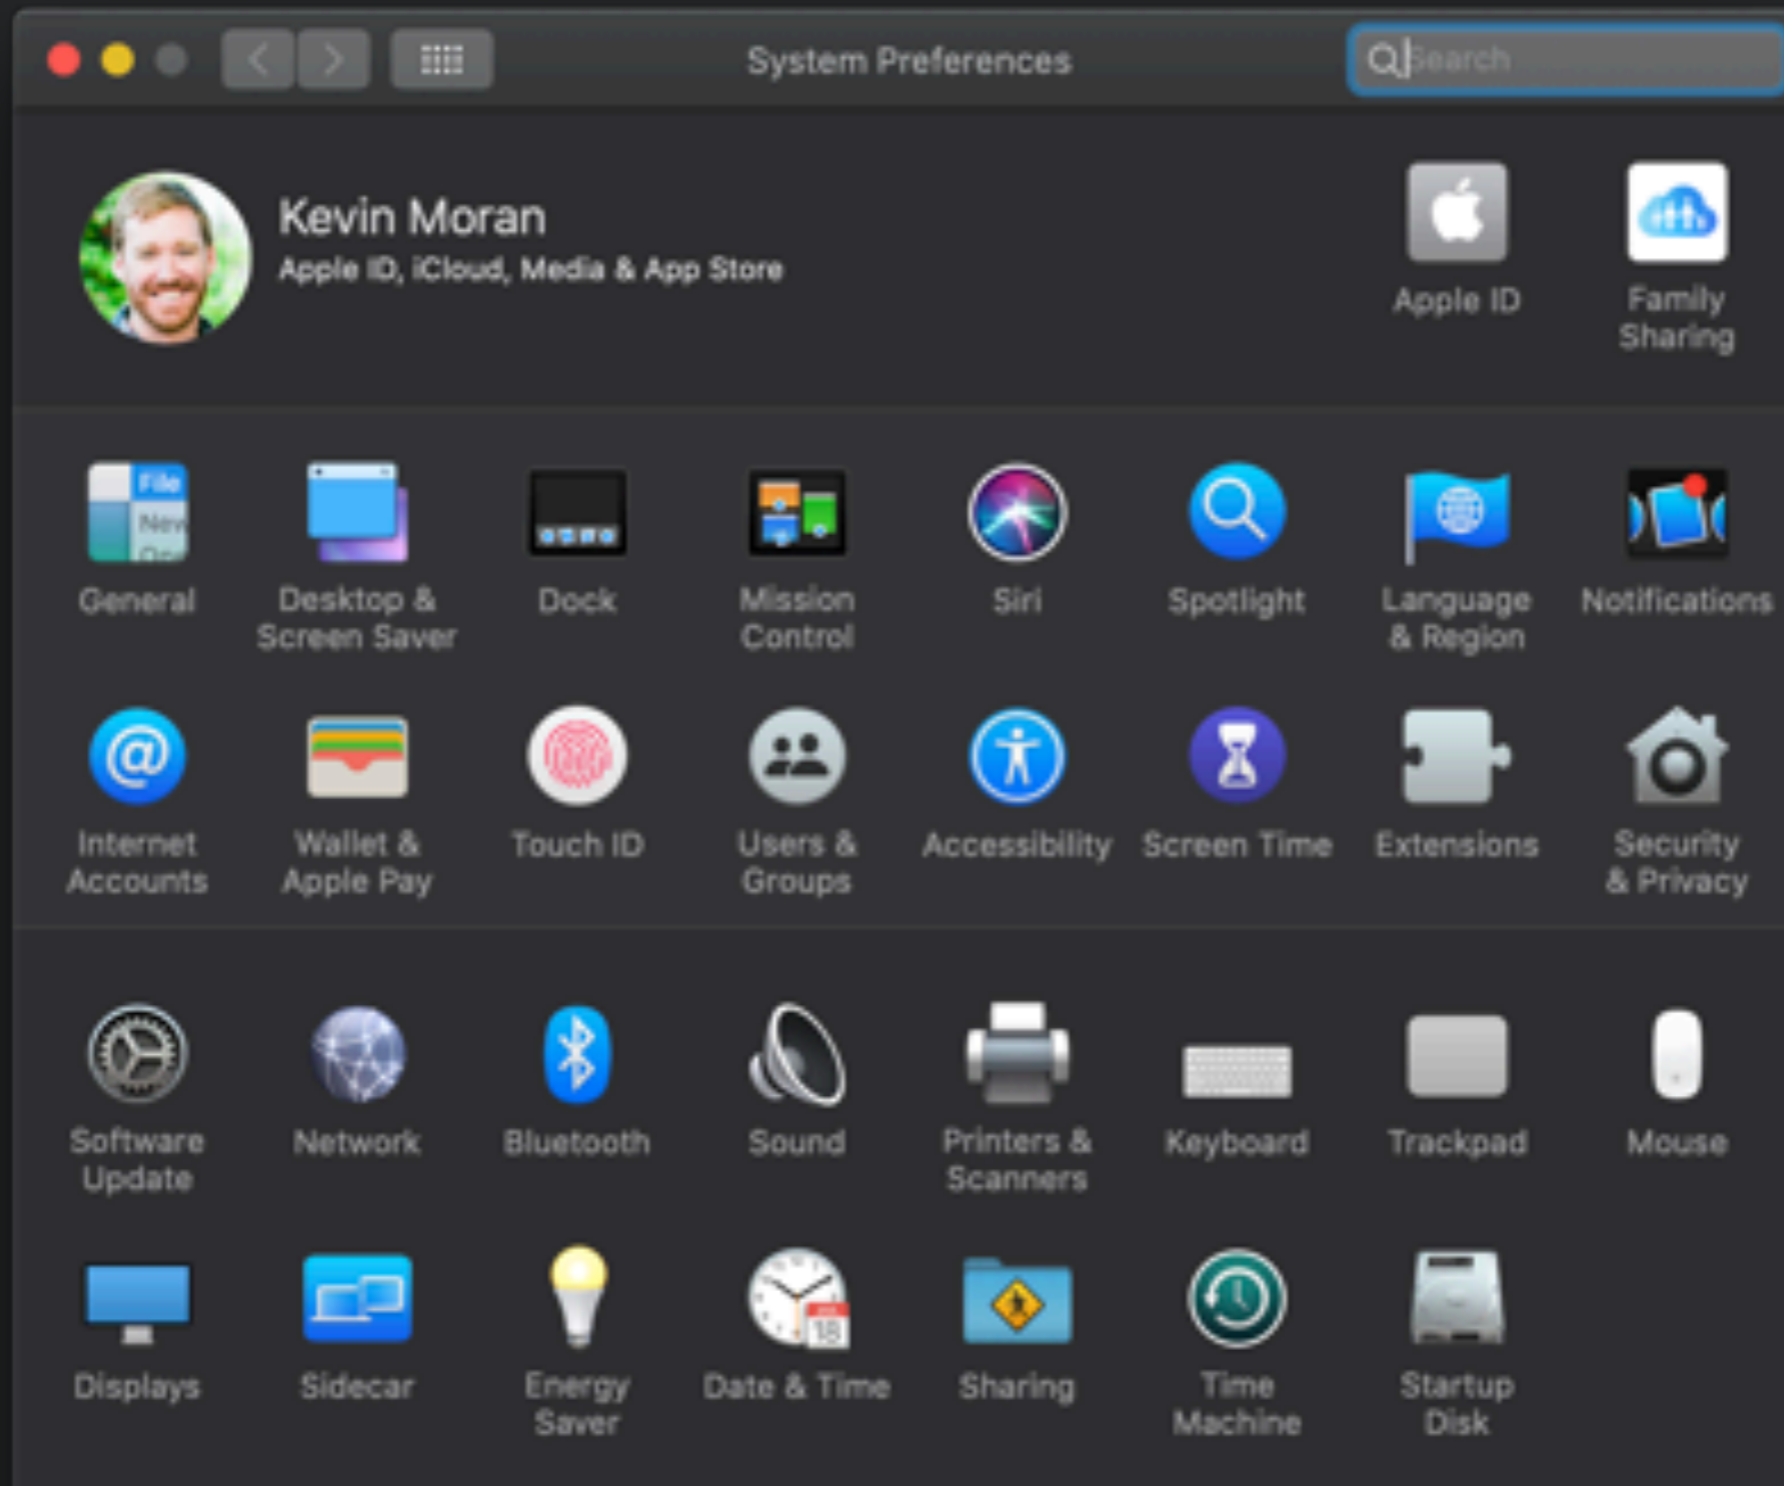 System Preferences
Search
Kevin Moran
Apple ID, iCloud, Media & App Store
Apple ID
Family
Sharing
File
New
General
Desktop &
Screen Saver
Dock
Mission
Control
Siri
Spotlight
Language
& Region
Notifications
@
Internet
Accounts
Wallet &
Apple Pay
Touch ID
Users &
Groups
Accessibility
Screen Time
Extensions
Security
& Privacy
Software
Update
Network
Bluetooth
Sound
Printers &
Scanners
Keyboard
Trackpad
Mouse
18
Displays
Sidecar
Energy
Saver
Date & Time
Sharing
Time
Machine
Startup
Disk